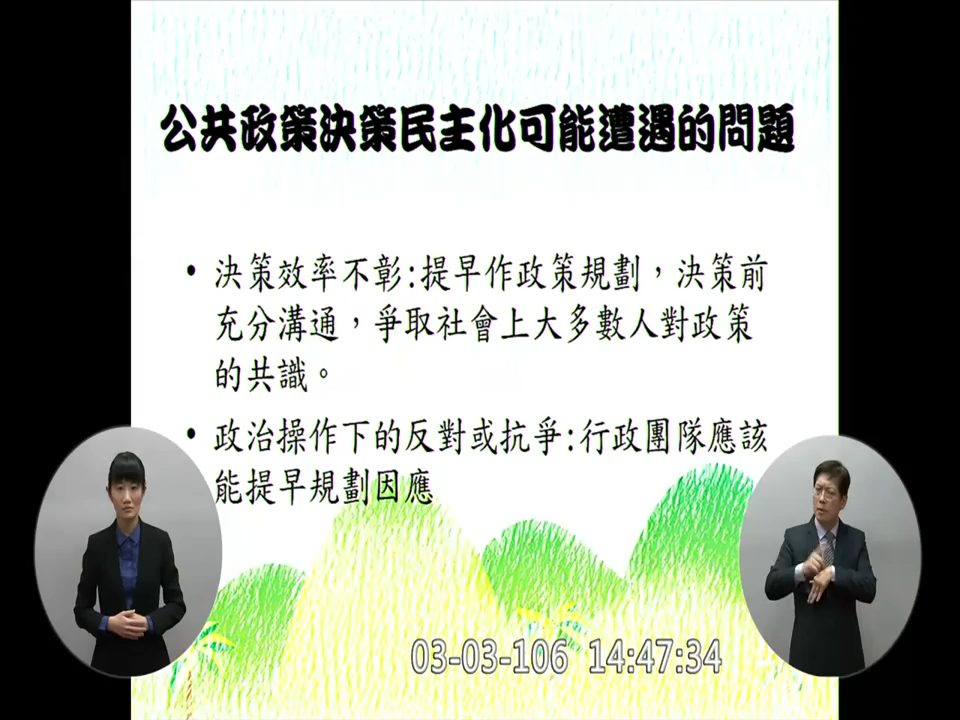 公共政策決策民主化可能遭遇的問題
• 決策效率不彰:提早作政策規劃，決策前
充分溝通，爭取社會上大多數人對政策
的共識。
• 政治操作下的反對或抗爭:行政團隊應該
能提早規劃因應
03-03-106 14:47:34